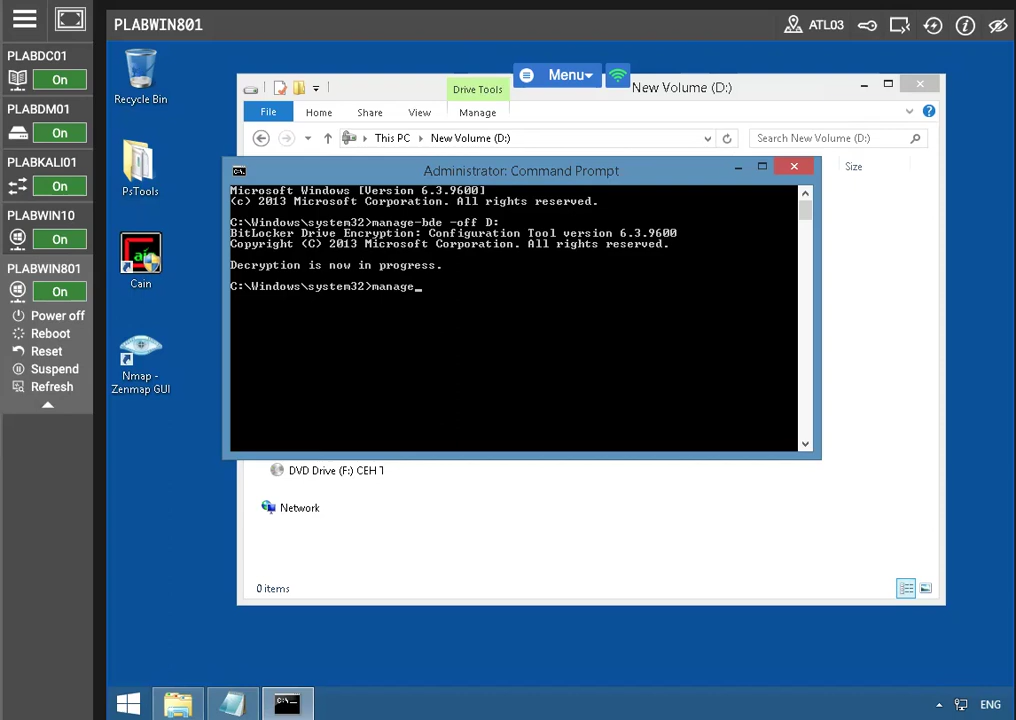 PLABWIN801
ATL03
PLABDC01
On
PLABDM01
On
PLABKALI01
On
PLABWIN10
On
PLABWIN801
On
Power off
Reboot
Reset
Suspend
Refresh
Recycle Bin
PsTools
Cain
Nmap -
Zenmap GUI
Drive Tools
Menu
New Volume (D:)
File
Home
Share
View
Manage
This PC
New Volume (D:)
Search New Volume (D:)
Size
Administrator: Command Prompt
Microsoft Windows [Version 6.3.9600]
(c) 2013 Microsoft Corporation. All rights reserved.
C:\Windows\system32>manage-bde -off D:
BitLocker Drive Encryption: Configuration Tool version 6.3.9600
Copyright (C) 2013 Microsoft Corporation. All rights reserved.
Decryption is now in progress.
C:\Windows\system32>manage_
DVD Drive (F:) CEH T
Network
0 items
ENG